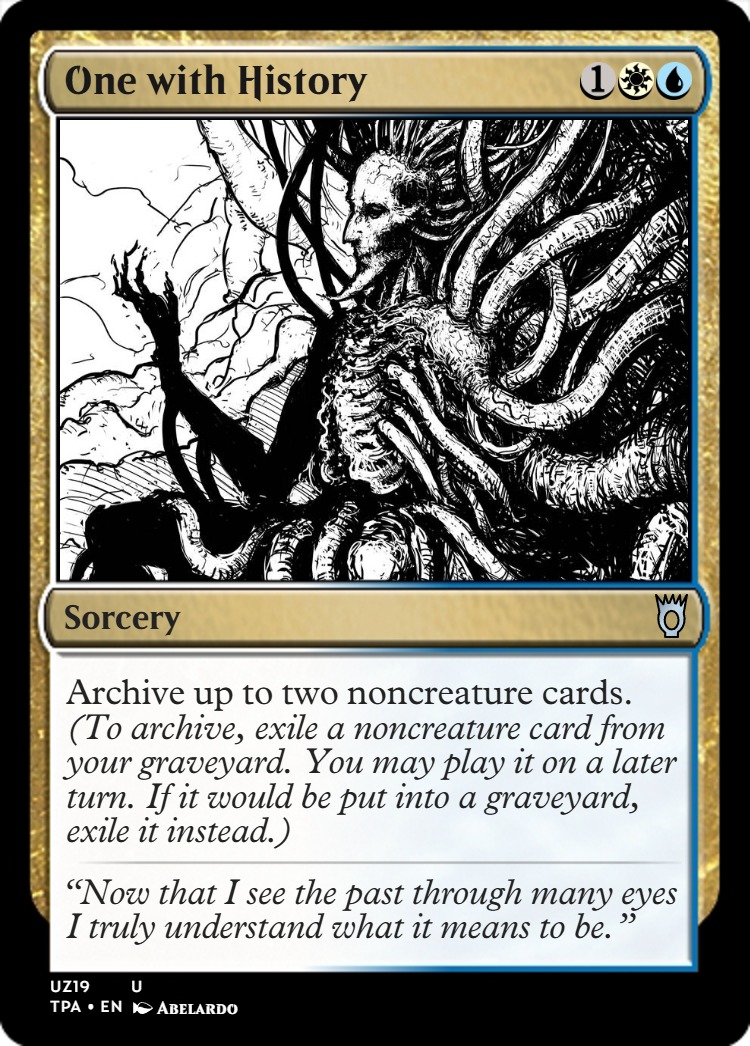 One with History 1
Sorcery
Archive up to two noncreature cards.
(To archive, exile a noncreature card from
your graveyard. You may play it on a later
turn. If it would be put into a graveyard,
exile it instead.)
“Now that I see the past through many eyes
I truly understand what it means to be.”
UZ19 U
TPA • EN Abelardo